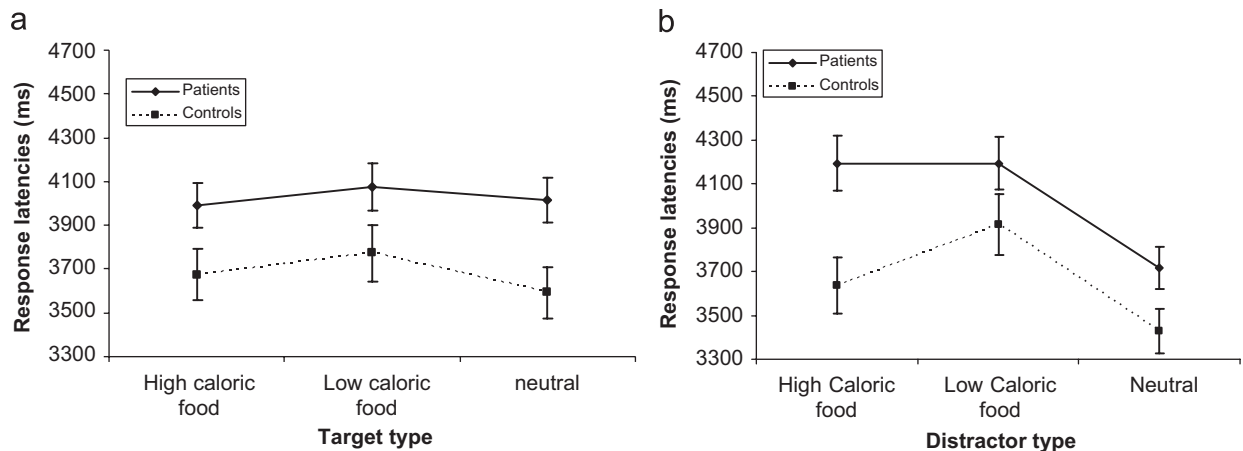 a
4700
4500
4300
4100
3900
3700
3500
3300
Response latencies (ms)
Patients
Controls
High caloric
food
Low caloric
food
neutral
Target type
b
4700
4500
4300
4100
3900
3700
3500
3300
Response latencies (ms)
Patients
Controls
High Caloric
food
Low Caloric
food
Neutral
Distractor type